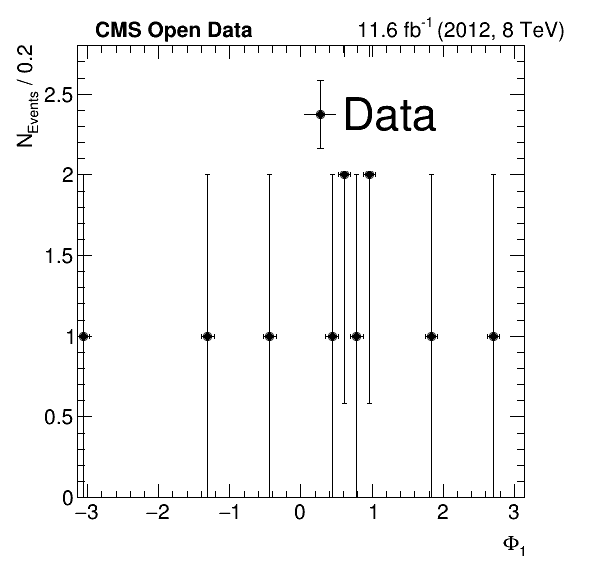 CMS Open Data 11.6 fb⁻¹ (2012, 8 TeV)
N_Events / 0.2
Data
2.5
2
1.5
1
0.5
0
−3 −2 −1 0 1 2 3
Φ₁